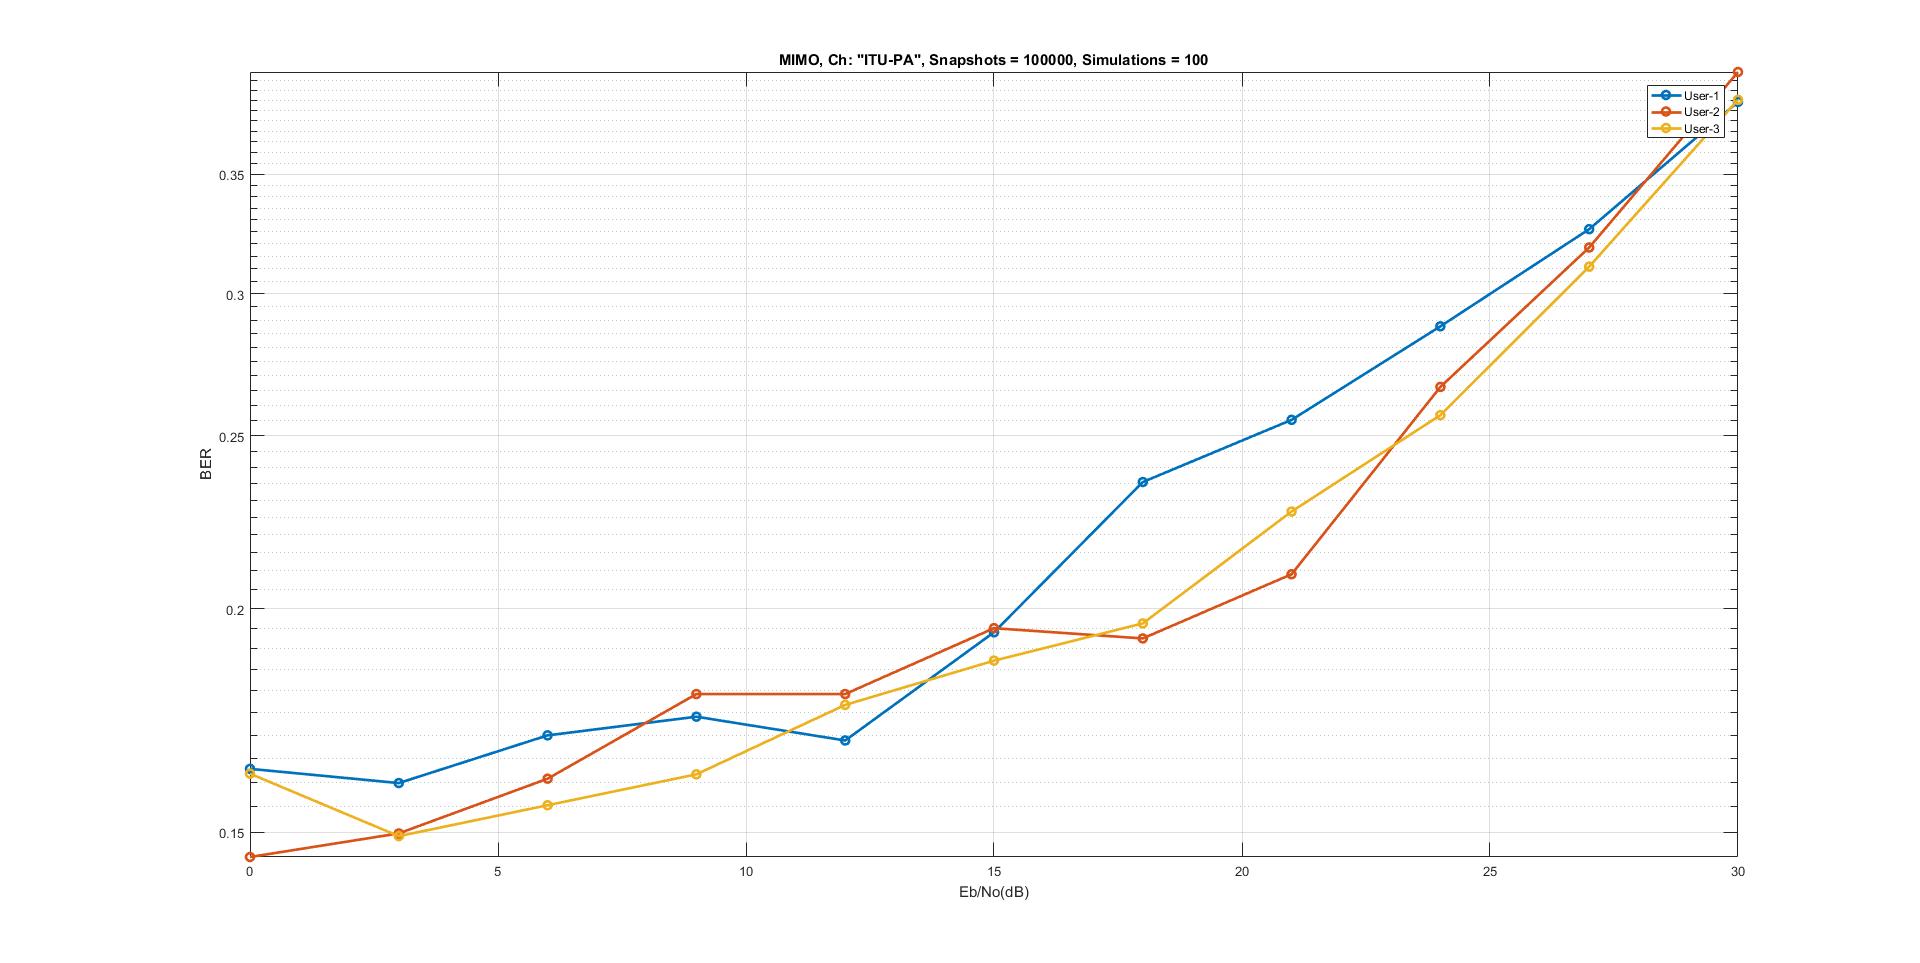 MIMO, Ch: "ITU-PA", Snapshots = 100000, Simulations = 100
User-1
User-2
User-3
0.35
0.3
0.25
0.2
0.15
BER
0 5 10 15 20 25 30
Eb/No(dB)